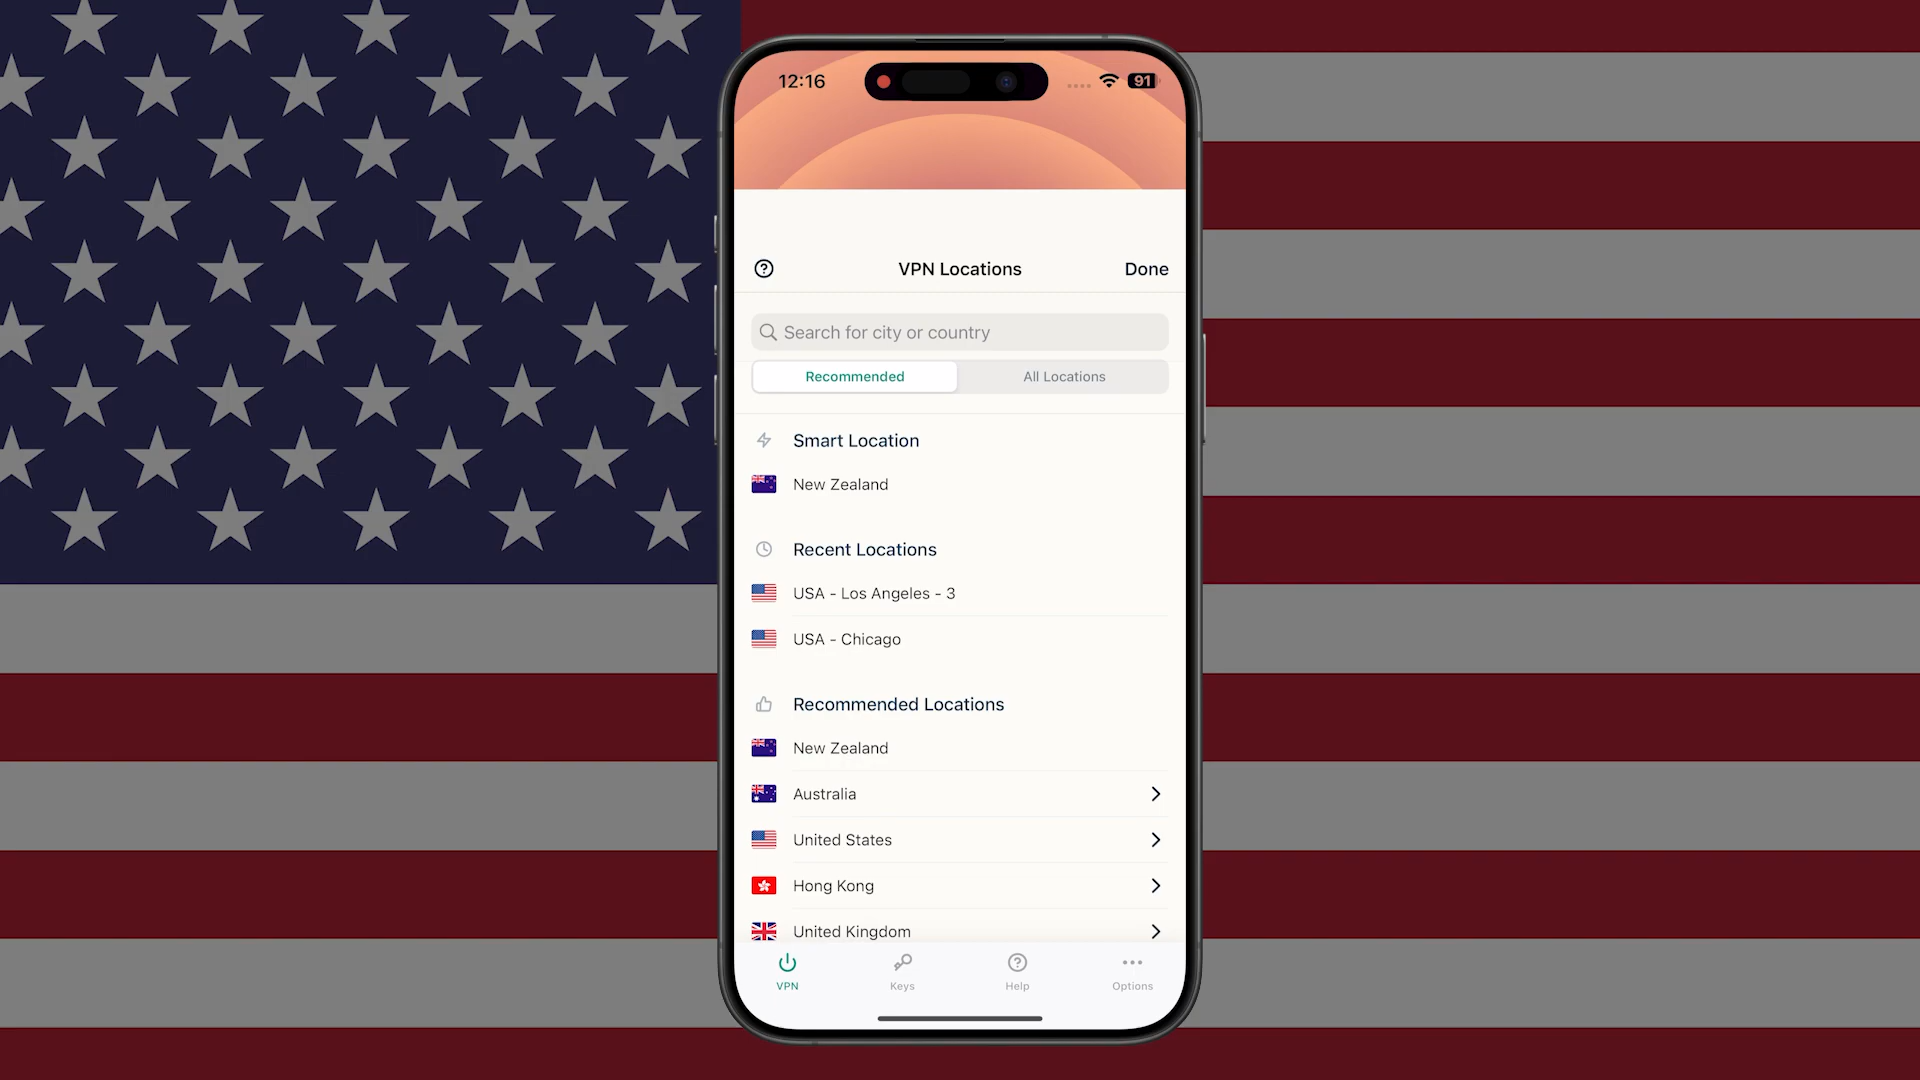 12:16
91
VPN Locations
Done
Search for city or country
Recommended
All Locations
Smart Location
New Zealand
Recent Locations
USA - Los Angeles - 3
USA - Chicago
Recommended Locations
New Zealand
Australia
United States
Hong Kong
United Kingdom
VPN
Keys
Help
Options